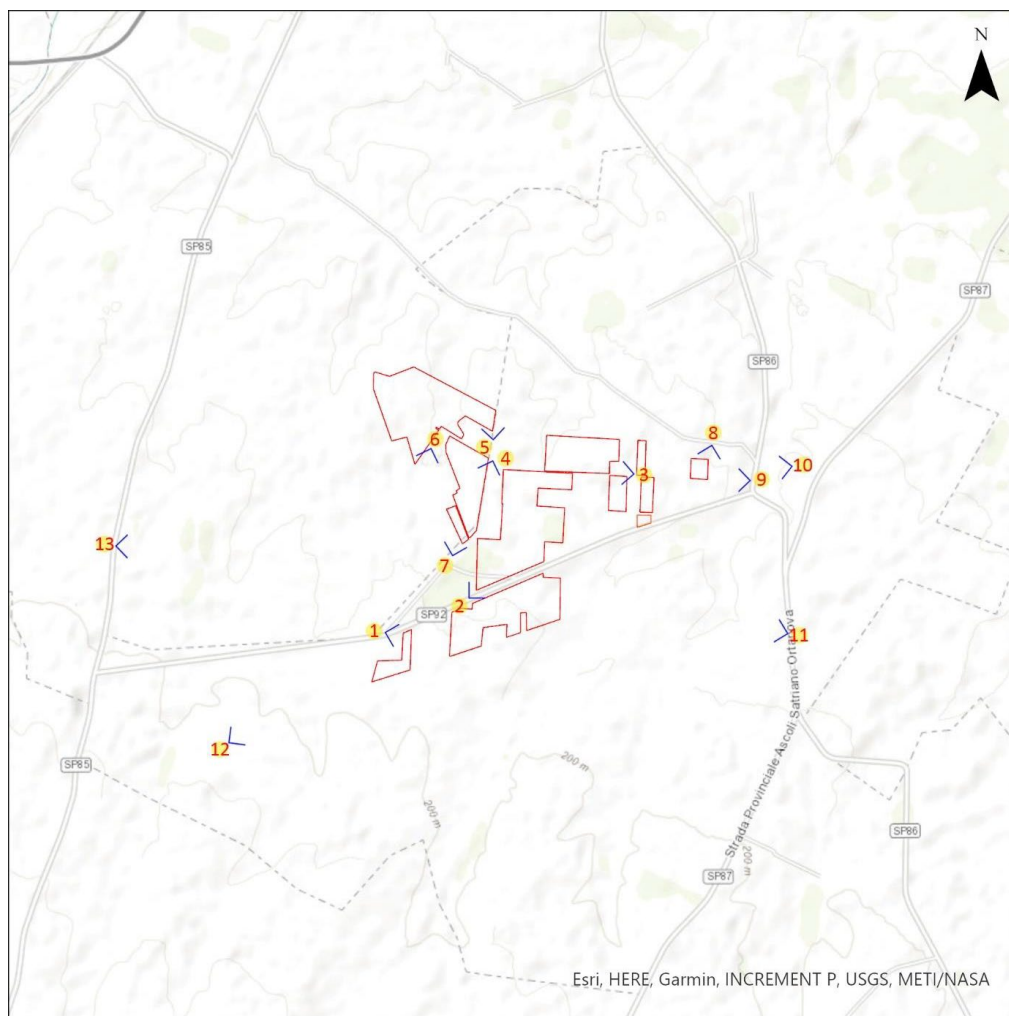 N
SP85
SP87
SP86
6
5
4
8
3
10
9
13
7
2
SP92
1
11
Strada Provinciale Ascoli Satriano Ortanova
12
SP85
200 m
200 m
SP86
200 m
SP87
Esri, HERE, Garmin, INCREMENT P, USGS, METI/NASA